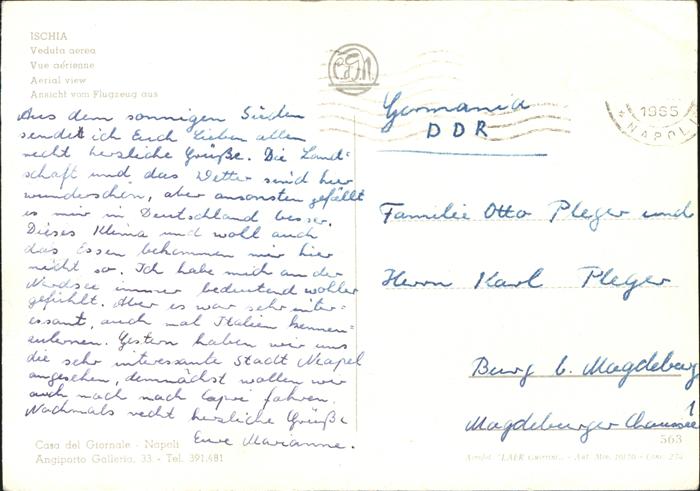 ISCHIA
Veduta aerea
Vue aérienne
Aerial view
Ansicht vom Flugzeug aus
Aus dem sonnigen Süden
sendet ich Euch Lieben allen
recht herzliche Grüße. Die Land-
schaft und das Wetter sind hier
wunderschön, aber ansonsten gefällt
es mir in Deutschland besser.
Dieses Klima und wohl auch
das Essen bekommen mir hier
nicht so. Ich habe mich an der
Nordsee immer bedeutend woller
gefühlt. Aber es war sehr inter-
essant, auch mal Italien kennen-
zulernen. Gestern haben wir uns
die sehr interessante Stadt Neapel
angesehen, demnächst wollen wir
auch noch nach Capri fahren.
Nochmals recht herzliche Grüße
Eure Marianne.
Casa del Giornale - Napoli
Angiporto Galleria, 33 - Tel. 391.481
1965
NAPOLI
Germania
DDR
Familie Otto Pleger und
Herrn Karl Pleger
Burg b. Magdeburg
Magdeburger Chaussee 1
563